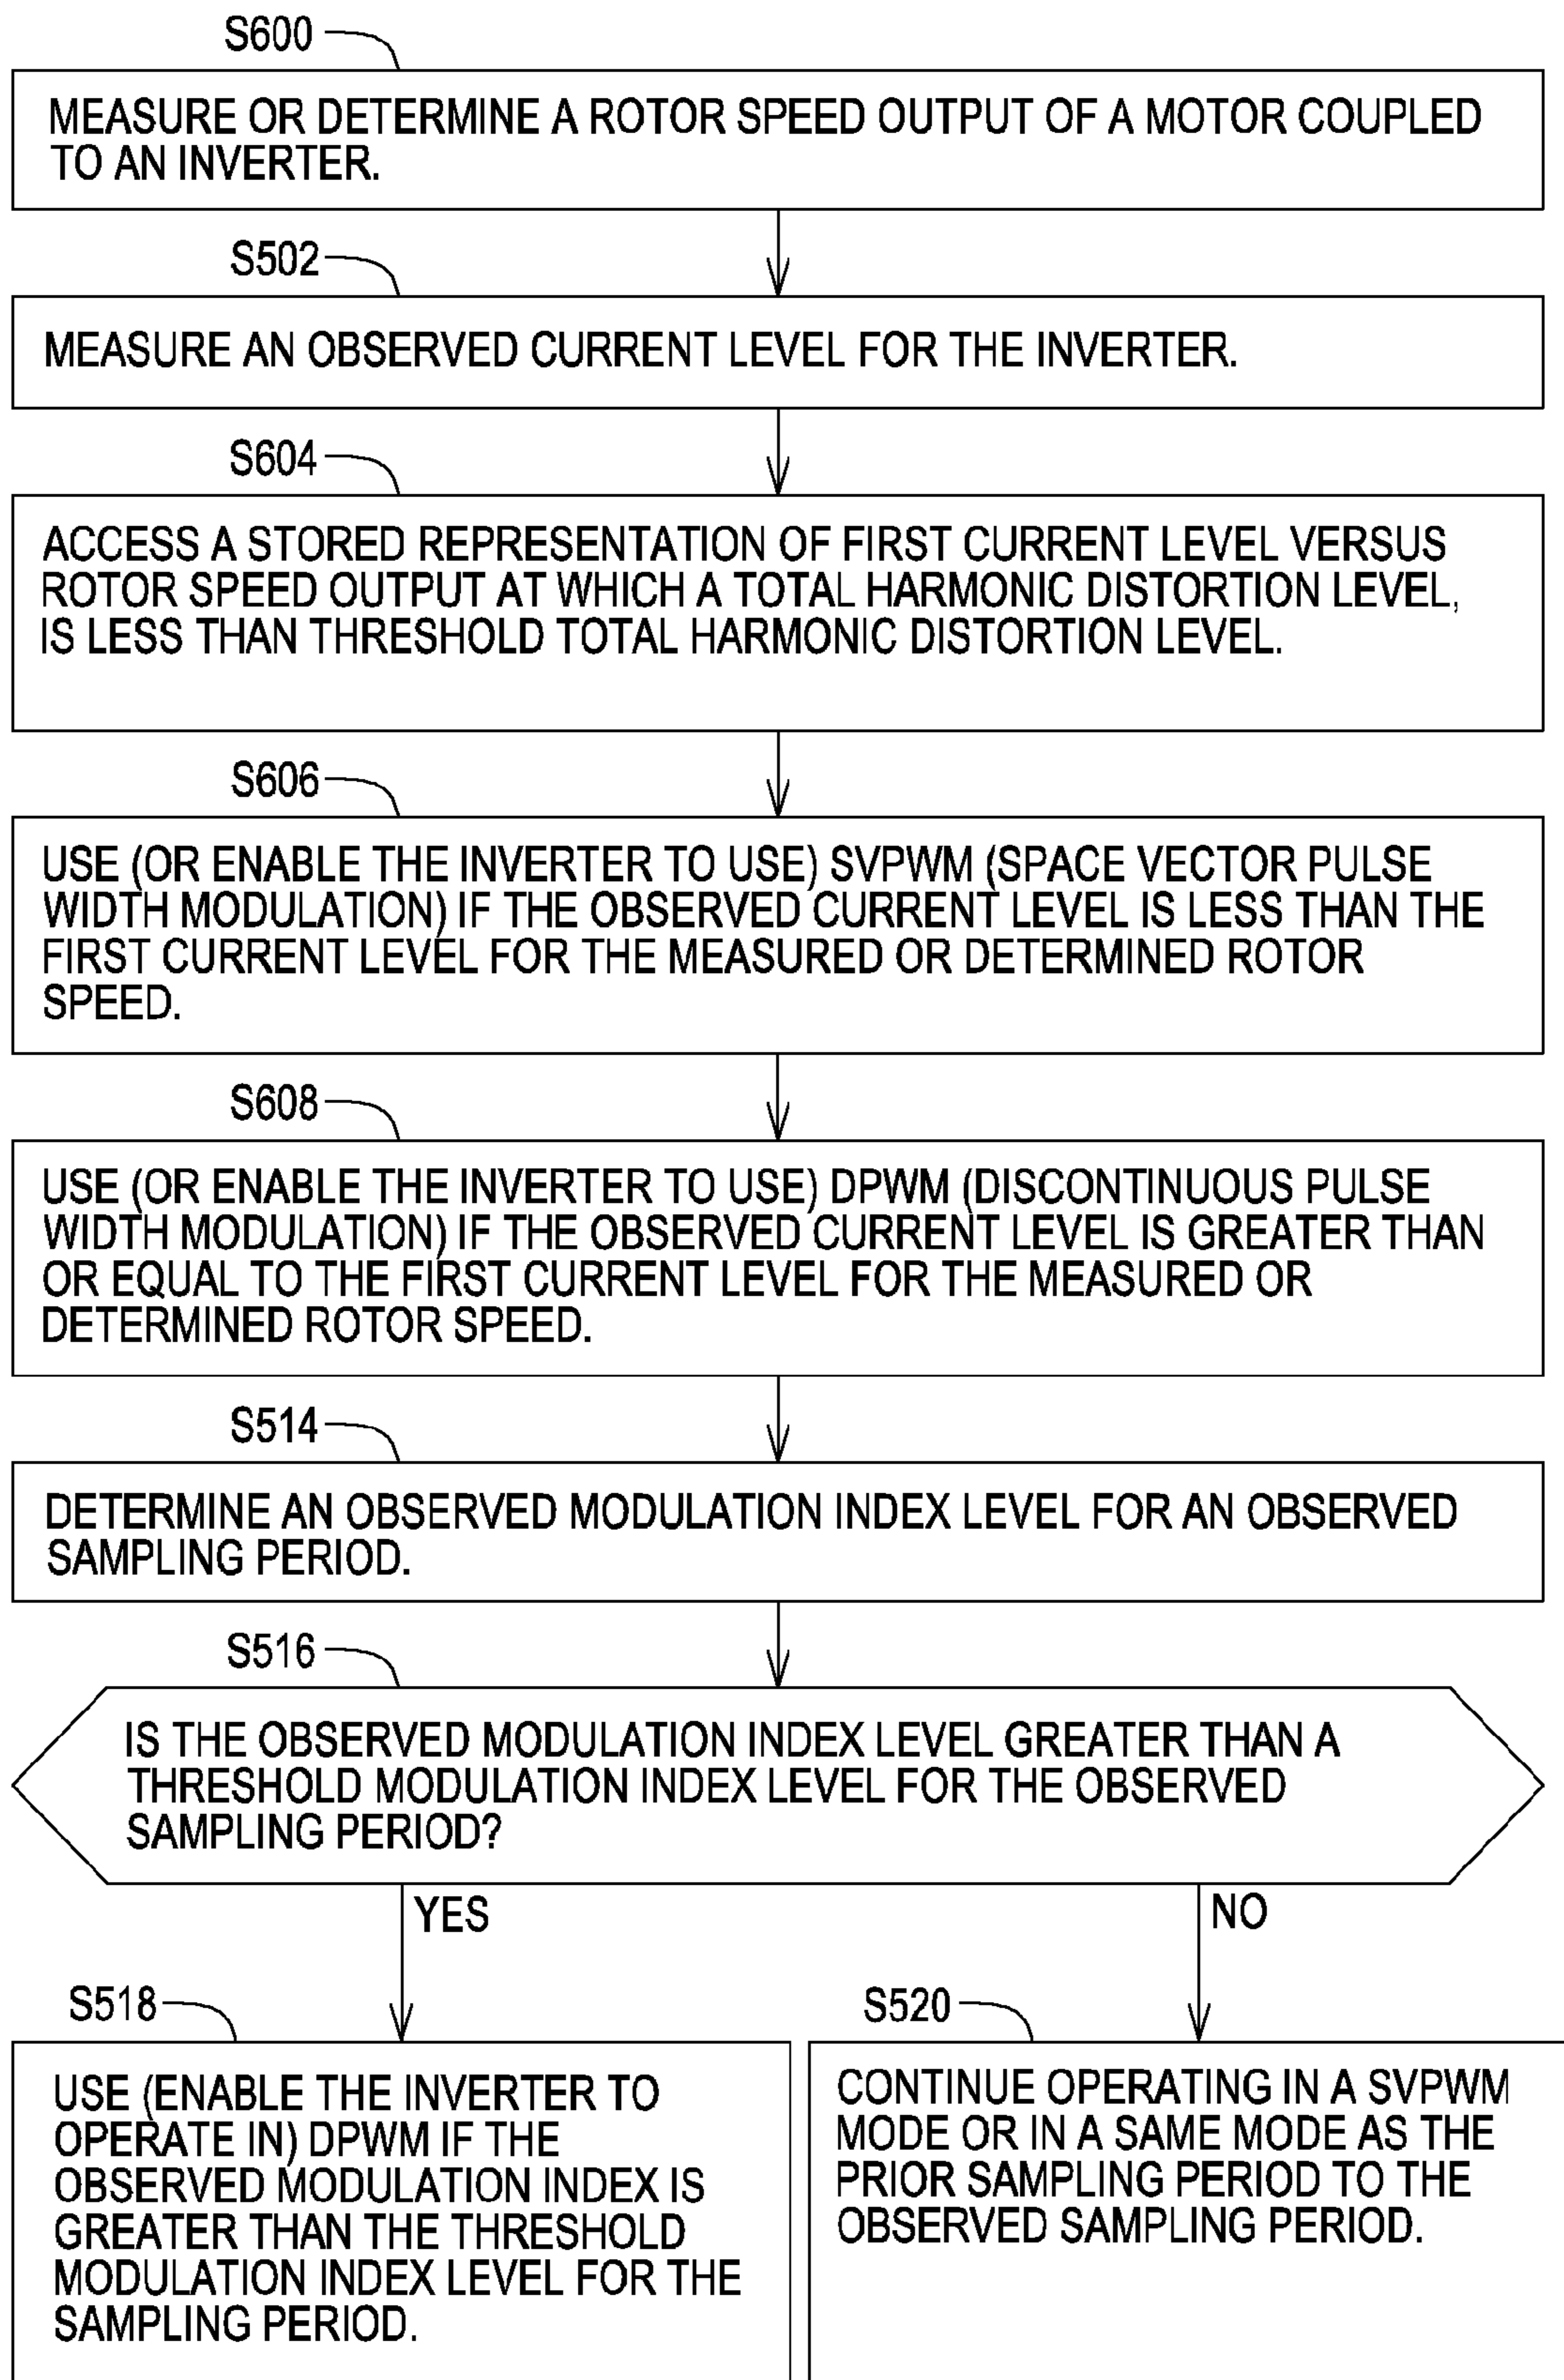 S600
MEASURE OR DETERMINE A ROTOR SPEED OUTPUT OF A MOTOR COUPLED
TO AN INVERTER.
S502
MEASURE AN OBSERVED CURRENT LEVEL FOR THE INVERTER.
S604
ACCESS A STORED REPRESENTATION OF FIRST CURRENT LEVEL VERSUS
ROTOR SPEED OUTPUT AT WHICH A TOTAL HARMONIC DISTORTION LEVEL,
IS LESS THAN THRESHOLD TOTAL HARMONIC DISTORTION LEVEL.
S606
USE (OR ENABLE THE INVERTER TO USE) SVPWM (SPACE VECTOR PULSE
WIDTH MODULATION) IF THE OBSERVED CURRENT LEVEL IS LESS THAN THE
FIRST CURRENT LEVEL FOR THE MEASURED OR DETERMINED ROTOR
SPEED.
S608
USE (OR ENABLE THE INVERTER TO USE) DPWM (DISCONTINUOUS PULSE
WIDTH MODULATION) IF THE OBSERVED CURRENT LEVEL IS GREATER THAN
OR EQUAL TO THE FIRST CURRENT LEVEL FOR THE MEASURED OR
DETERMINED ROTOR SPEED.
S514
DETERMINE AN OBSERVED MODULATION INDEX LEVEL FOR AN OBSERVED
SAMPLING PERIOD.
S516
IS THE OBSERVED MODULATION INDEX LEVEL GREATER THAN A
THRESHOLD MODULATION INDEX LEVEL FOR THE OBSERVED
SAMPLING PERIOD?
YES
NO
S518
USE (ENABLE THE INVERTER TO
OPERATE IN) DPWM IF THE
OBSERVED MODULATION INDEX IS
GREATER THAN THE THRESHOLD
MODULATION INDEX LEVEL FOR THE
SAMPLING PERIOD.
S520
CONTINUE OPERATING IN A SVPWM
MODE OR IN A SAME MODE AS THE
PRIOR SAMPLING PERIOD TO THE
OBSERVED SAMPLING PERIOD.